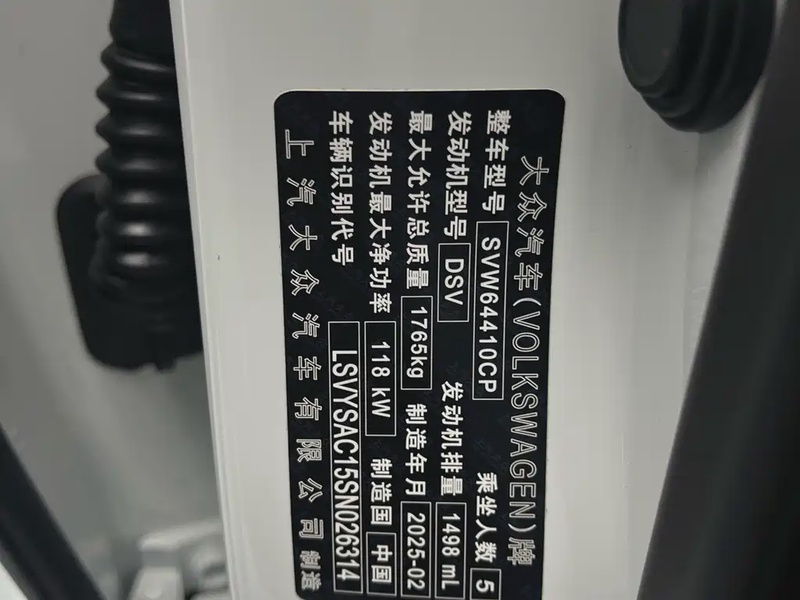 大众汽车(VOLKSWAGEN)牌
整车型号 SVW64410CP 乘坐人数 5
发动机型号 DSV 发动机排量 1498 mL
最大允许总质量 1765kg 制造年月 2025-02
发动机最大净功率 118 kW 制造国 中国
车辆识别代号 LSVYSAC15SN026314
上汽大众汽车有限公司制造